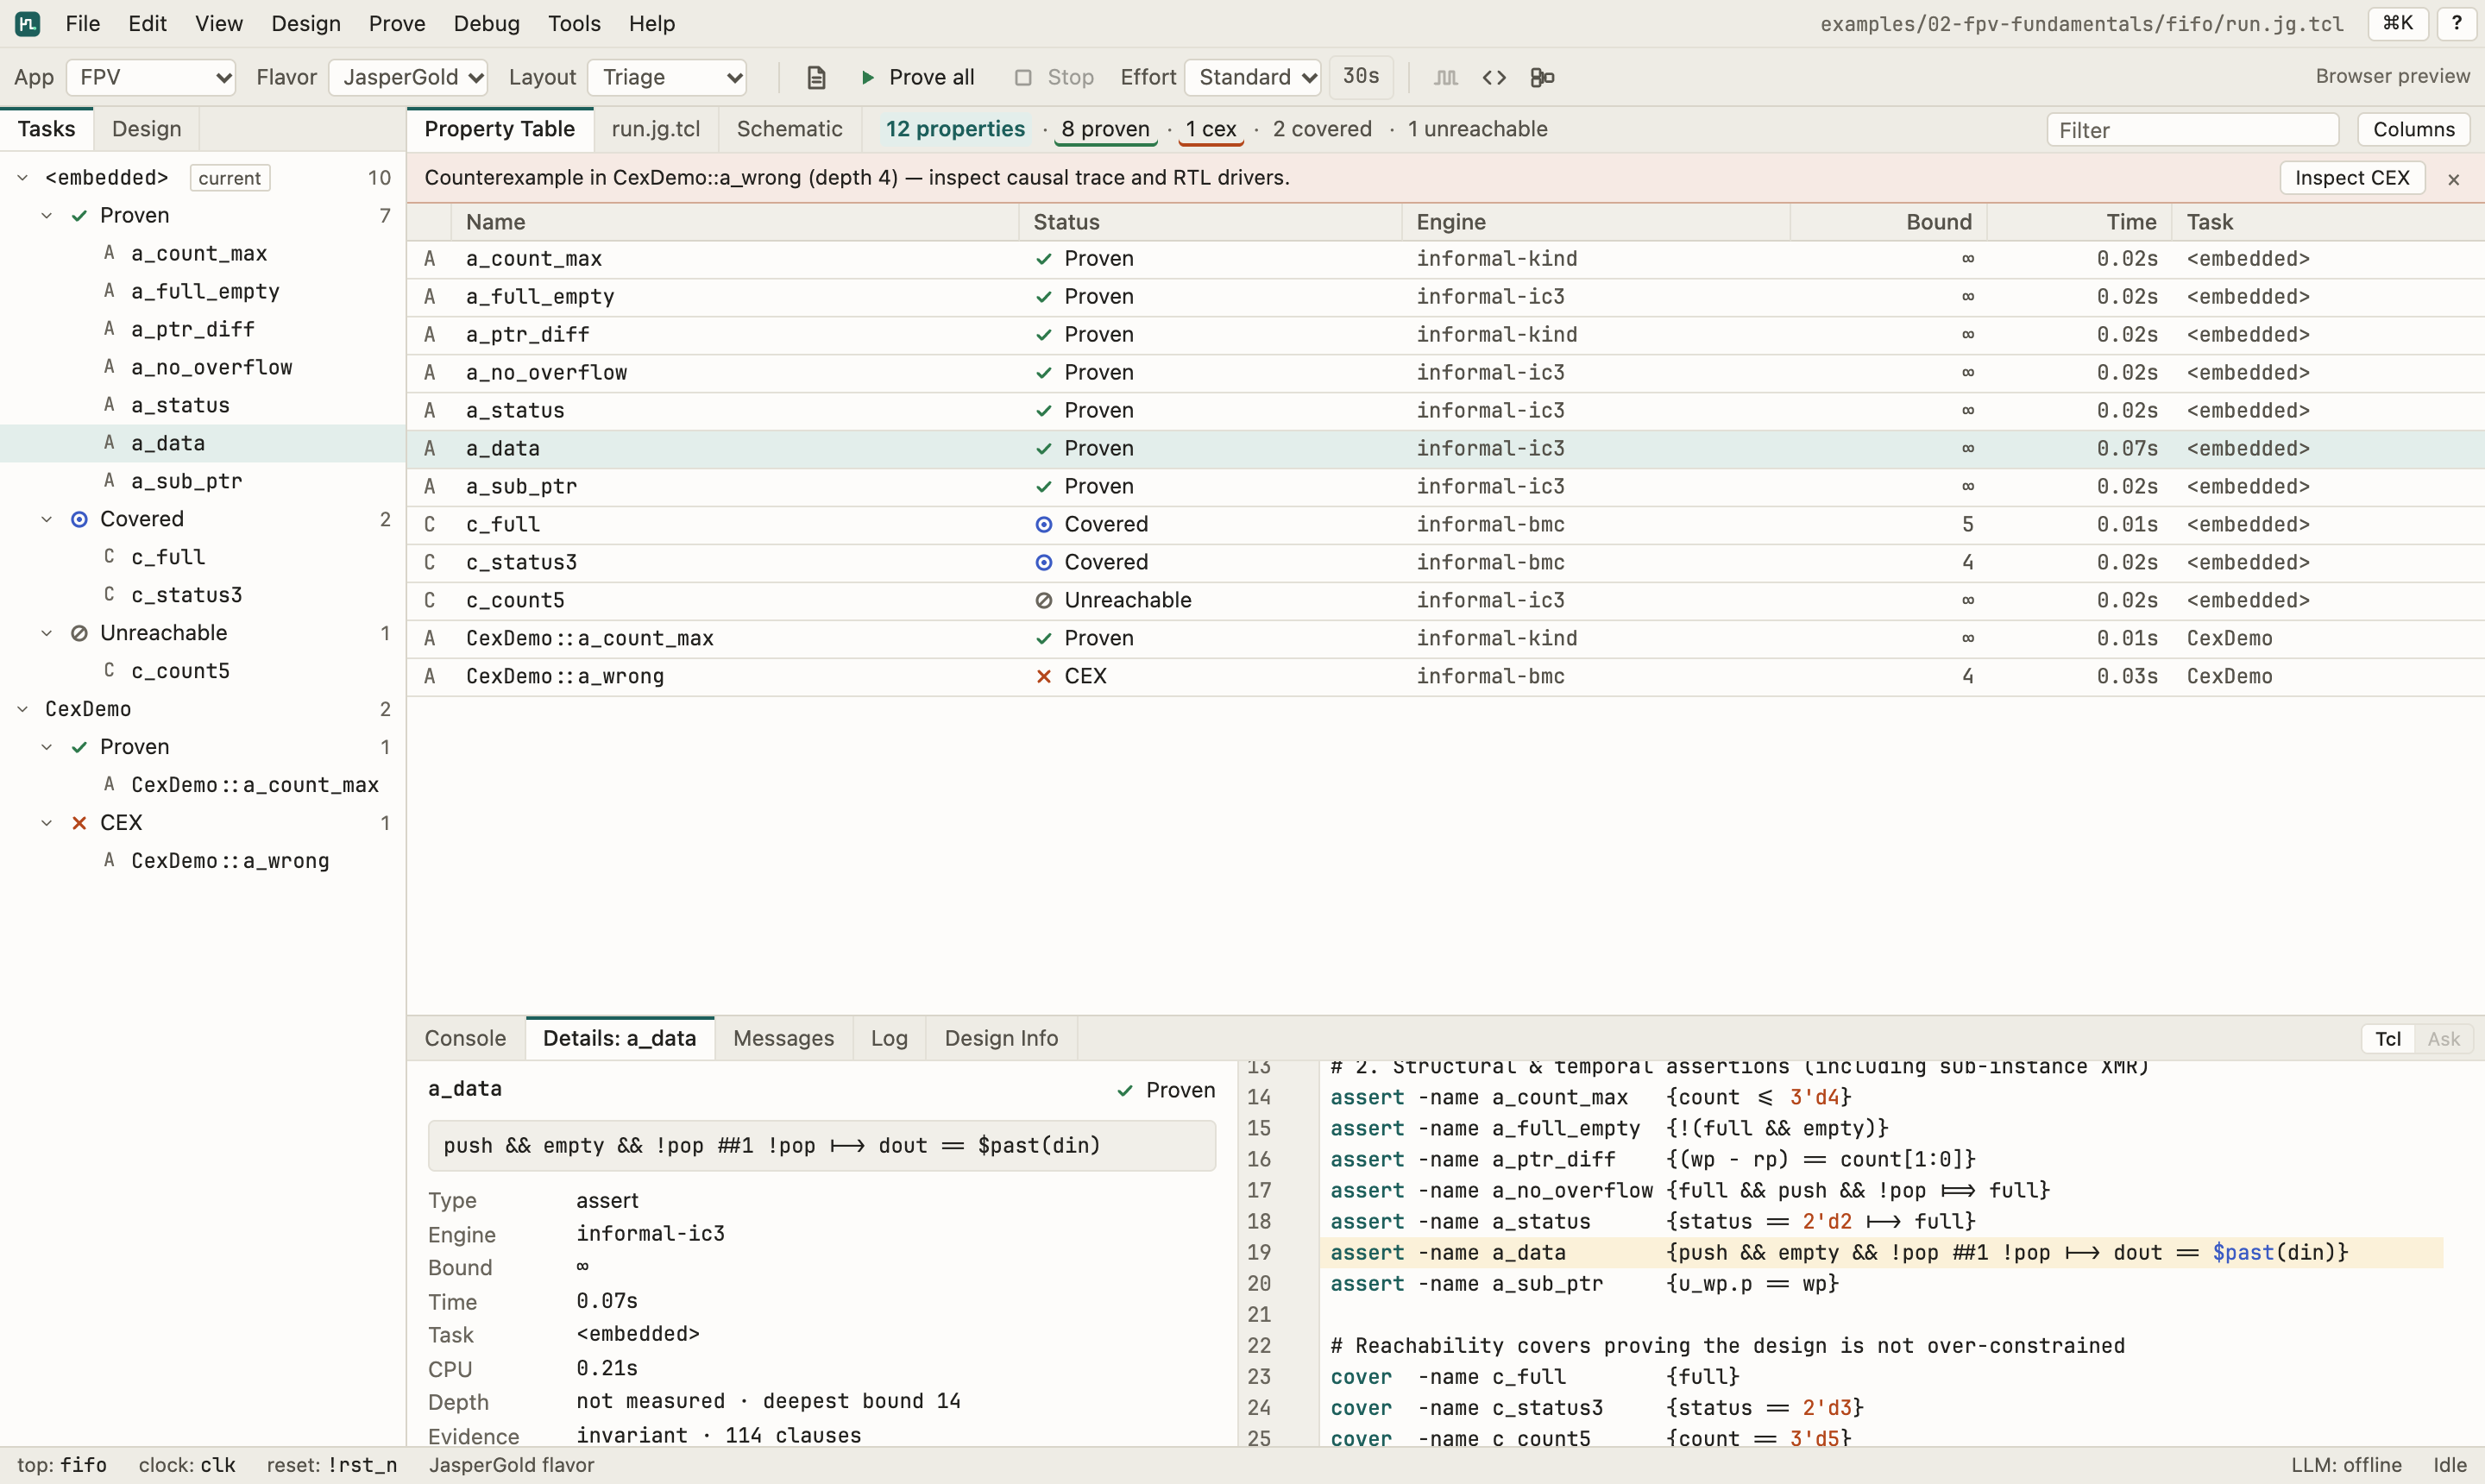 File Edit View Design Prove Debug Tools Help examples/02-fpv-fundamentals/fifo/run.jg.tcl ⌘K ?
App FPV Flavor JasperGold Layout Triage Prove all Stop Effort Standard 30s Browser preview
Tasks Design
Property Table run.jg.tcl Schematic 12 properties · 8 proven · 1 cex · 2 covered · 1 unreachable Filter Columns
Counterexample in CexDemo::a_wrong (depth 4) — inspect causal trace and RTL drivers. Inspect CEX ×
<embedded> current 10
Proven 7
A a_count_max
A a_full_empty
A a_ptr_diff
A a_no_overflow
A a_status
A a_data
A a_sub_ptr
Covered 2
C c_full
C c_status3
Unreachable 1
C c_count5
CexDemo 2
Proven 1
A CexDemo::a_count_max
CEX 1
A CexDemo::a_wrong
Name Status Engine Bound Time Task
A a_count_max Proven informal-kind ∞ 0.02s <embedded>
A a_full_empty Proven informal-ic3 ∞ 0.02s <embedded>
A a_ptr_diff Proven informal-kind ∞ 0.02s <embedded>
A a_no_overflow Proven informal-ic3 ∞ 0.02s <embedded>
A a_status Proven informal-ic3 ∞ 0.02s <embedded>
A a_data Proven informal-ic3 ∞ 0.07s <embedded>
A a_sub_ptr Proven informal-ic3 ∞ 0.02s <embedded>
C c_full Covered informal-bmc 5 0.01s <embedded>
C c_status3 Covered informal-bmc 4 0.02s <embedded>
C c_count5 Unreachable informal-ic3 ∞ 0.02s <embedded>
A CexDemo::a_count_max Proven informal-kind ∞ 0.01s CexDemo
A CexDemo::a_wrong CEX informal-bmc 4 0.03s CexDemo
Console Details: a_data Messages Log Design Info Tcl Ask
a_data Proven
push && empty && !pop ##1 !pop |-> dout == $past(din)
Type assert
Engine informal-ic3
Bound ∞
Time 0.07s
Task <embedded>
CPU 0.21s
Depth not measured · deepest bound 14
Evidence invariant · 114 clauses
13 # 2. Structural & temporal assertions (including sub-instance XMR)
14 assert -name a_count_max {count <= 3'd4}
15 assert -name a_full_empty {!(full && empty)}
16 assert -name a_ptr_diff {(wp - rp) == count[1:0]}
17 assert -name a_no_overflow {full && push && !pop |=> full}
18 assert -name a_status {status == 2'd2 |-> full}
19 assert -name a_data {push && empty && !pop ##1 !pop |-> dout == $past(din)}
20 assert -name a_sub_ptr {u_wp.p == wp}
21
22 # Reachability covers proving the design is not over-constrained
23 cover -name c_full {full}
24 cover -name c_status3 {status == 2'd3}
25 cover -name c_count5 {count == 3'd5}
top: fifo clock: clk reset: !rst_n JasperGold flavor LLM: offline Idle